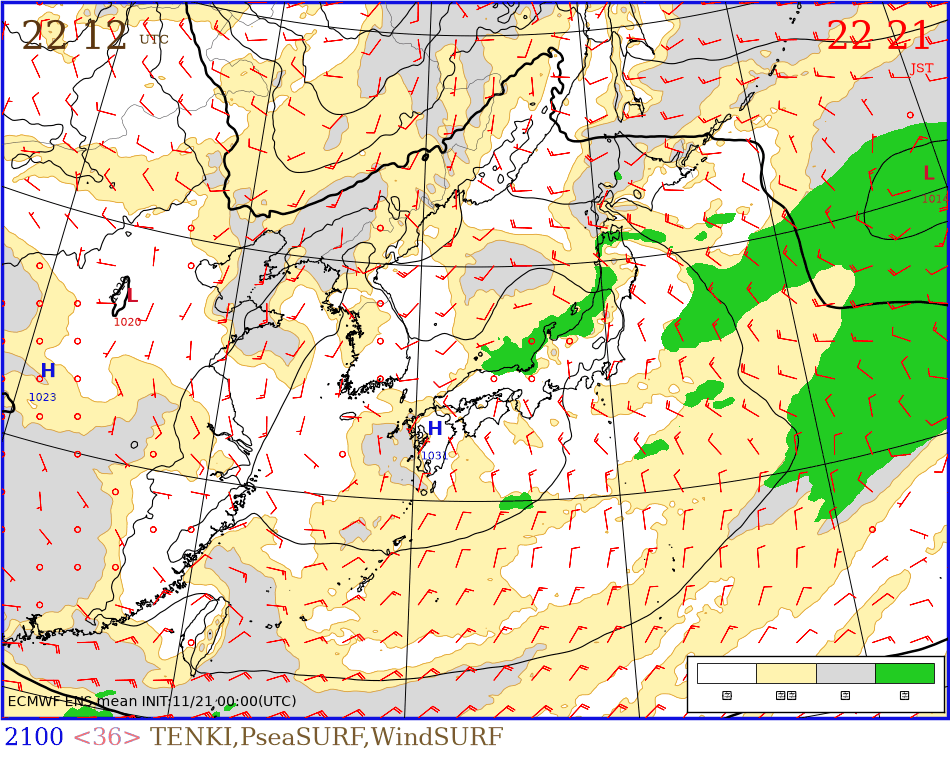 22 12 UTC
22 21
JST
L
1014
L
1020
H
1023
H
1031
ECMWF ENS mean INIT:11/21 00:00(UTC)
2100 <36> TENKI,PseaSURF,WindSURF